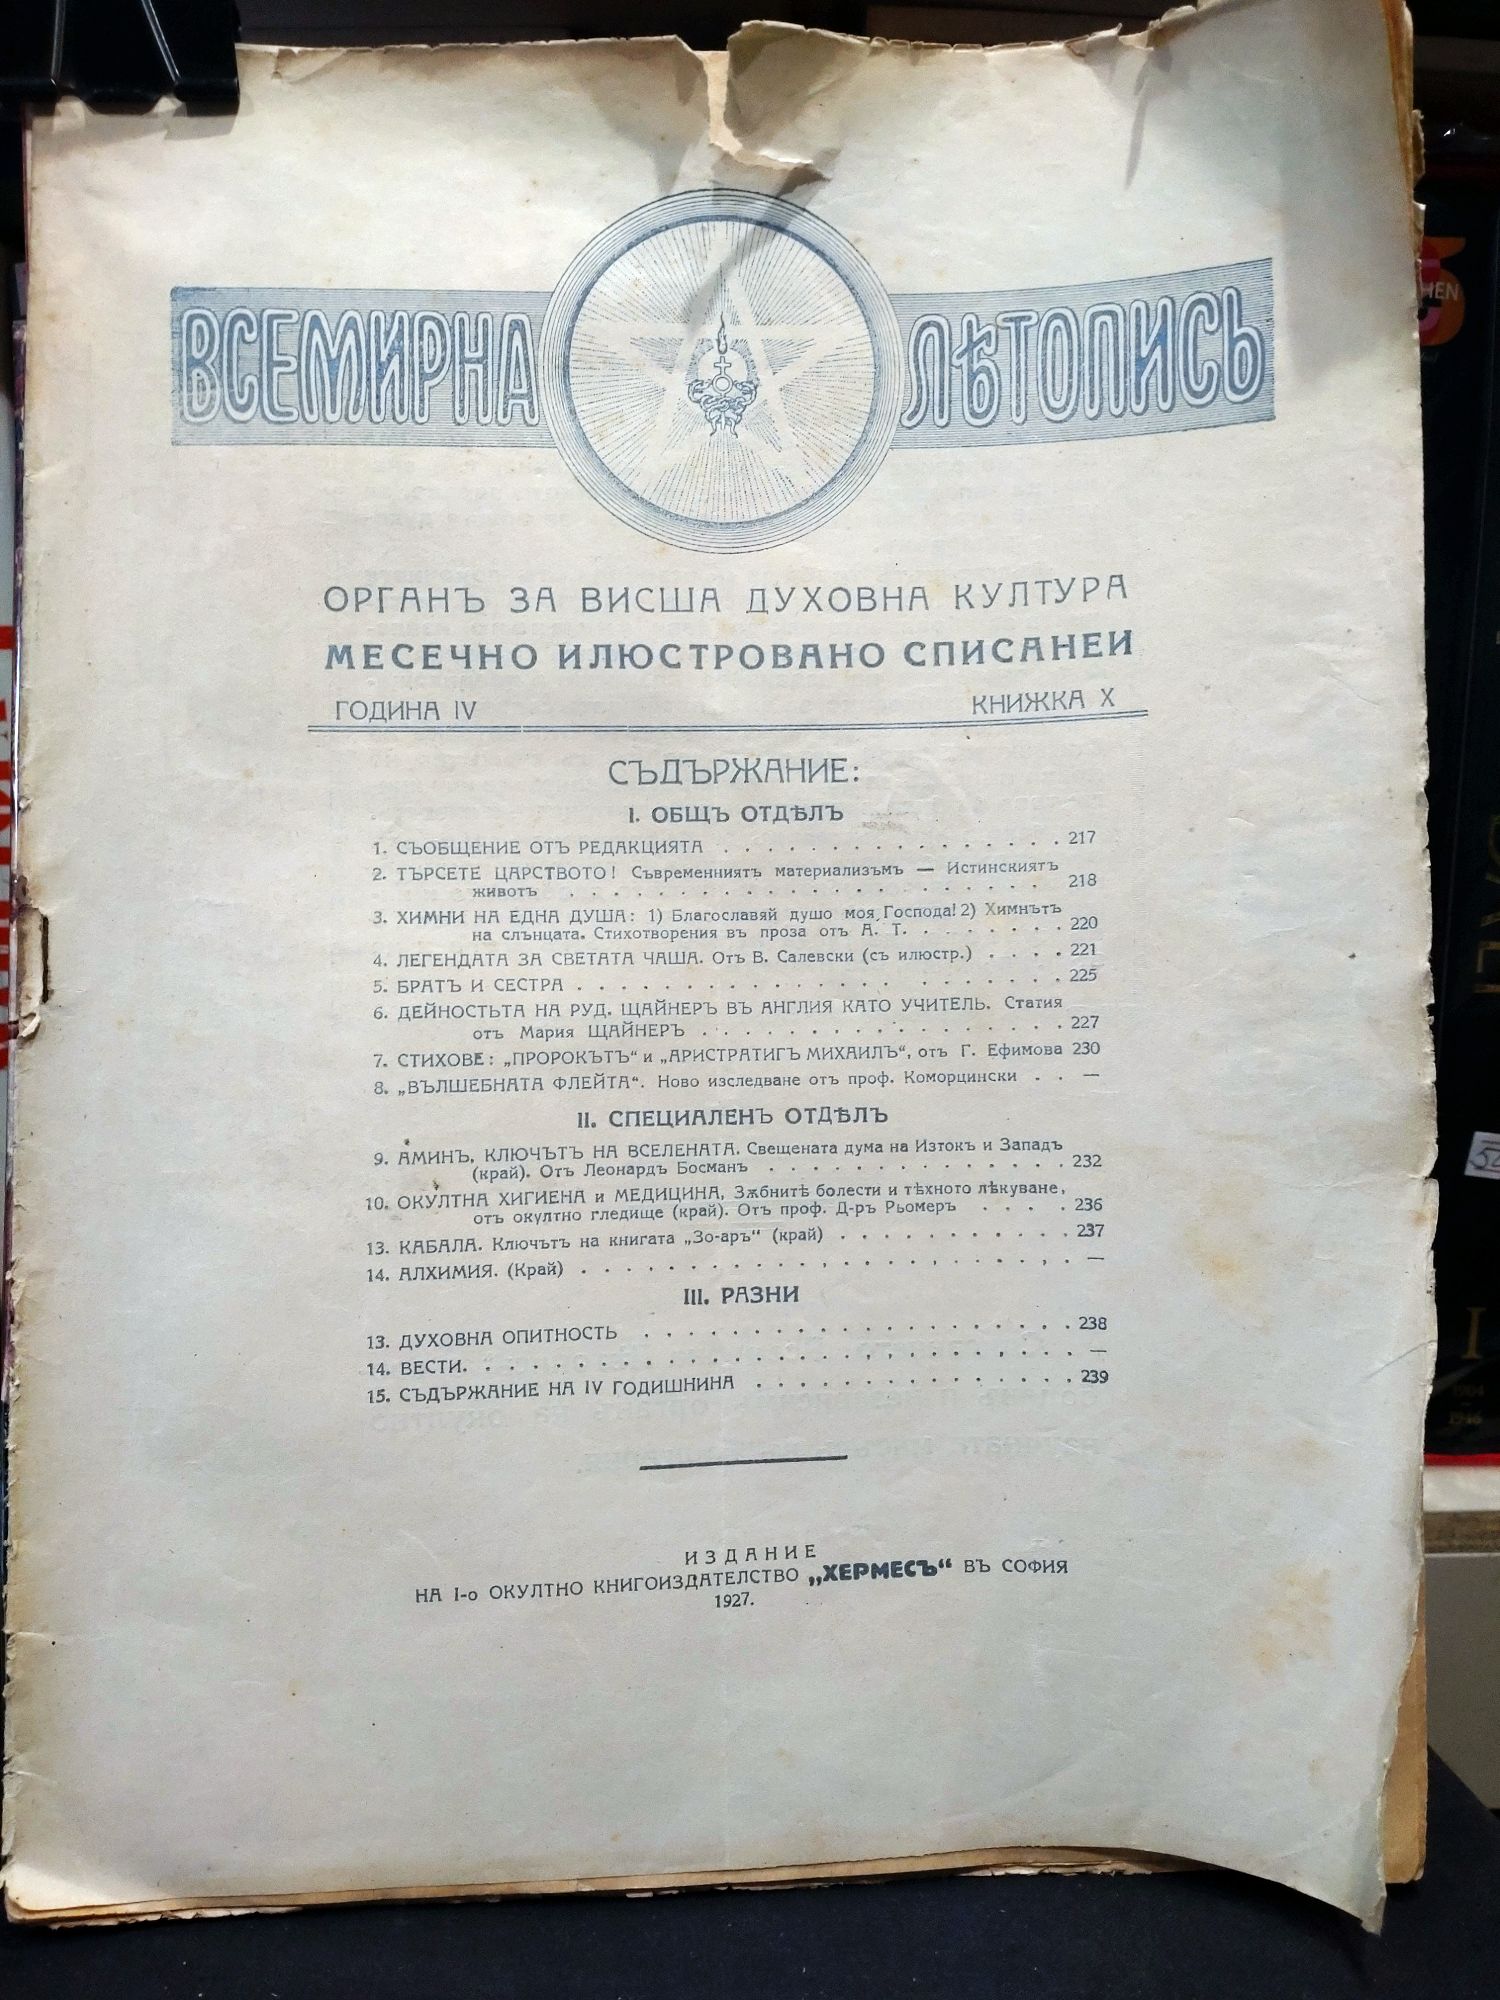 ВСЕМИРНА ЛѢТОПИСЬ
ОРГАНЪ ЗА ВИСША ДУХОВНА КУЛТУРА
МЕСЕЧНО ИЛЮСТРОВАНО СПИСАНЕИ
ГОДИНА IV КНИЖКА X
СЪДЪРЖАНИЕ:
I. ОБЩЪ ОТДѢЛЪ
1. СЪОБЩЕНИЕ ОТЪ РЕДАКЦИЯТА . . . . . . . . . . . . . . . . 217
2. ТЪРСЕТЕ ЦАРСТВОТО! Съвременниятъ материализъмъ — Истинскиятъ
животъ . . . . . . . . . . . . . . . . . . . . 218
3. ХИМНИ НА ЕДНА ДУША: 1) Благославяй душо моя Господа! 2) Химнътъ
на слънцата. Стихотворения въ проза отъ А. Т. . . . . . . . . 220
4. ЛЕГЕНДАТА ЗА СВЕТАТА ЧАША. Отъ В. Салевски (съ илюстр.) . . . . 221
5. БРАТЪ И СЕСТРА . . . . . . . . . . . . . . . . . . . . 225
6. ДЕЙНОСТЬТА НА РУД. ЩАЙНЕРЪ ВЪ АНГЛИЯ КАТО УЧИТЕЛЬ. Статия
отъ Мария ЩАЙНЕРЪ . . . . . . . . . . . . . . . . . 227
7. СТИХОВЕ: „ПРОРОКЪТЪ“ и „АРИСТРАТИГЪ МИХАИЛЪ“, отъ Г. Ефимова 230
8. „ВЪЛШЕБНАТА ФЛЕЙТА“. Ново изследване отъ проф. Коморцински . . —
II. СПЕЦИАЛЕНЪ ОТДѢЛЪ
9. АМИНЪ. КЛЮЧЪТЪ НА ВСЕЛЕНАТА. Свещената дума на Изтокъ и Западъ
(край). Отъ Леонардъ Босманъ . . . . . . . . . . . . . . 232
10. ОКУЛТНА ХИГИЕНА и МЕДИЦИНА, Зѫбнитѣ болести и тѣхното лѣкуване,
отъ окултно гледище (край). Отъ проф. Д-ръ Рьомеръ . . . . 236
13. КАБАЛА. Ключътъ на книгата „Зо-аръ“ (край) . . . . . . . . . . . 237
14. АЛХИМИЯ. (Край) . . . . . . . . . . . . . . . . . . . . —
III. РАЗНИ
13. ДУХОВНА ОПИТНОСТЬ . . . . . . . . . . . . . . . . . . 238
14. ВЕСТИ. . . . . . . . . . . . . . . . . . . . . . . . . . —
15. СЪДЪРЖАНИЕ НА IV ГОДИШНИНА . . . . . . . . . . . . . . 239
ИЗДАНИЕ
НА I-о ОКУЛТНО КНИГОИЗДАТЕЛСТВО „ХЕРМЕСЪ“ ВЪ СОФИЯ
1927.